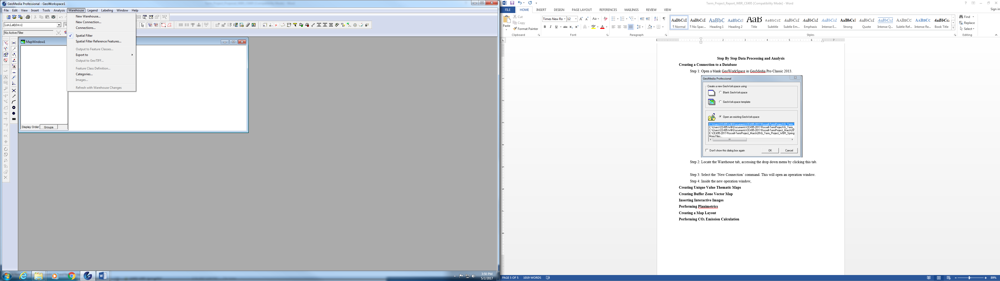 GeoMedia Professional - GeoWorkspace1
File Edit View Insert Tools Analysis Warehouse Legend Labeling Window Help
New Warehouse...
New Connection...
Connections...
Spatial Filter
Spatial Filter Reference Features...
Output to Feature Classes...
Export to
Output to GeoTIFF...
Feature Class Definition...
Categories...
Images...
Refresh with Warehouse Changes
Lon,Lat[d:m:s]
No Active Filter
MapWindow1
Display Order Groups
3:50 PM
5/2/2017
Term_Project_Report_WBR_CE495 [Compatibility Mode] - Word
Sign in
FILE HOME INSERT DESIGN PAGE LAYOUT REFERENCES MAILINGS REVIEW VIEW
Paste
Cut
Copy
Format Painter
Times New Ro 12
AaBbCcI AaBbCcI AaBbC AaBbCcI AaB AaBbCcD AaBbCcI AaBbCcI AaBbCcI AaBbCcI AaBbCcI AaBbCcI AaBbCC AaBbCc AaBbCcI
¶ Normal ¶ No Spac... Heading 1 Heading 2 Title Subtitle Subtle Em... Emphasis Intense E... Strong Quote Intense Q... Subtle Ref... Intense Re... Book Title
Find
Replace
Select
Clipboard Font Paragraph Styles Editing
Step By Step Data Processing and Analysis
Creating a Connection to a Database
Step 1: Open a blank GeoWorkSpace in GeoMedia Pro Classic 2013.
GeoMedia Professional
Create a new GeoWorkspace using
Blank GeoWorkspace
GeoWorkspace template
Open an existing GeoWorkspace
C:\Users\CE495-Will\Documents\CE495-2017-Rossell-TermProject\G_Term_
C:\Users\CE495-Will\Documents\CE495-2017-Rossell-TermProject\G_Term_
C:\Users\CE495-Will\Documents\CE495-2017-Rossell-TermProject_March28
E:\CE495-2017-Rossell-TermProject_March28\G_Term_Project_WBR_Spring
More Files...
Don't show this dialog box again OK Cancel
Step 2: Locate the Warehouse tab, accessing the drop down menu by clicking this tab.
Step 3: Select the ‘New Connection’ command. This will open an operation window.
Step 4: Inside the new operation window,
Creating Unique Value Thematic Maps
Creating Buffer Zone Vector Map
Inserting Interactive Images
Performing Planimetrics
Creating a Map Layout
Performing CO₂ Emission Calculation
PAGE 5 OF 5 1019 WORDS
89%